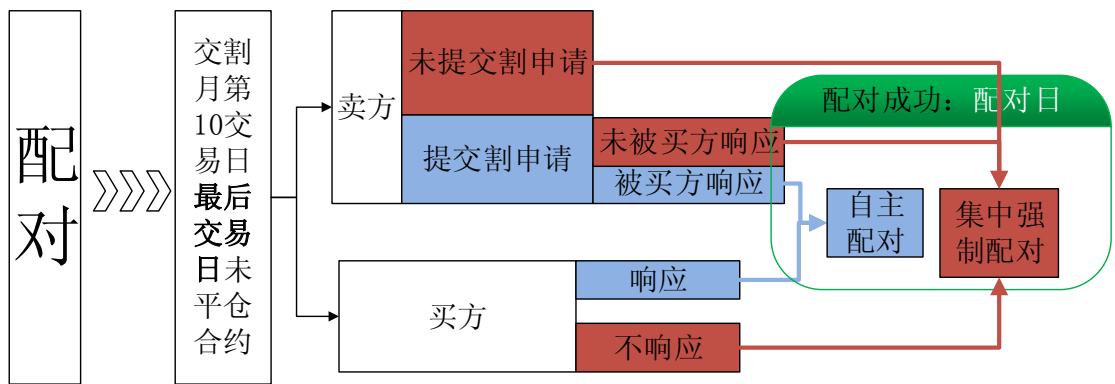 配
对
交割
月第
10交
易日
最后
交易
日未
平仓
合约
卖方
未提交割申请
提交割申请
未被买方响应
被买方响应
买方
响应
不响应
配对成功：配对日
自主
配对
集中强
制配对